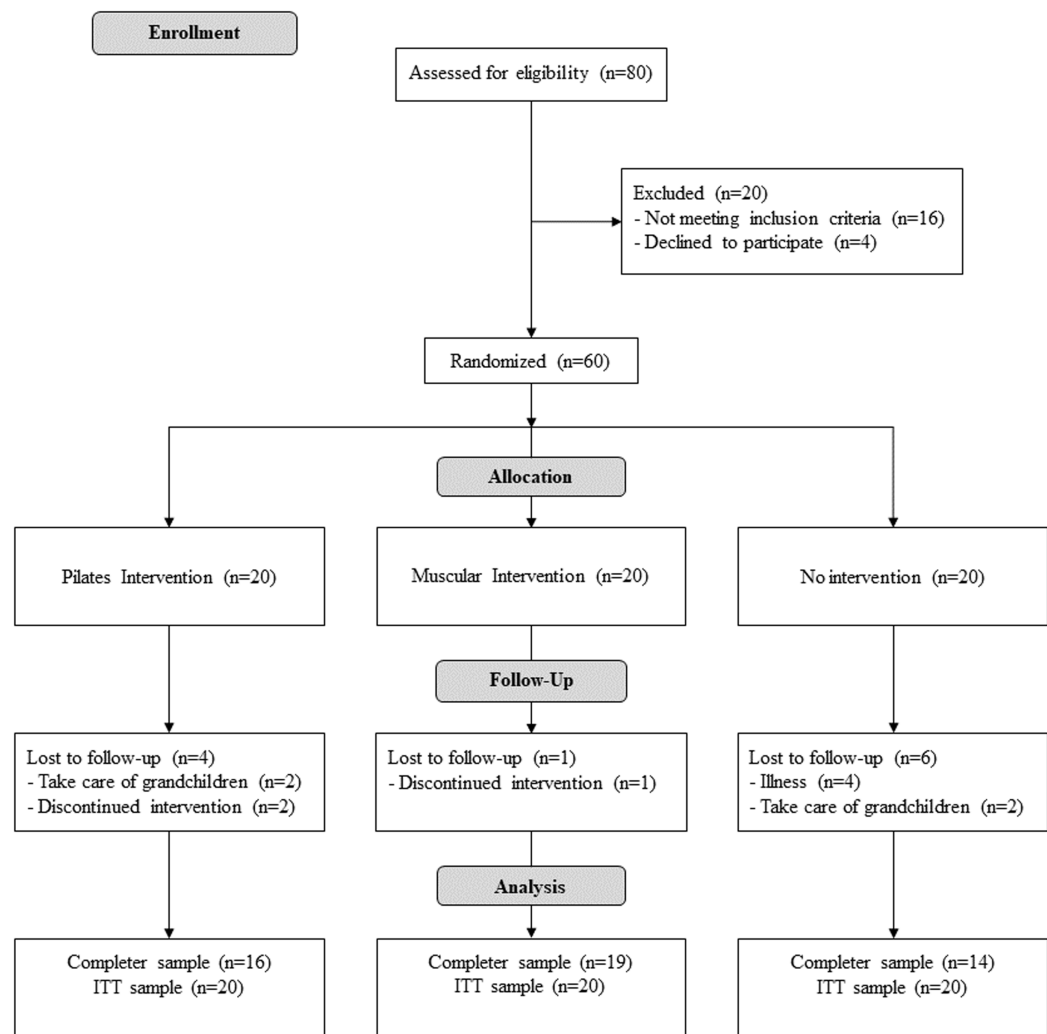 Enrollment
Assessed for eligibility (n=80)
Excluded (n=20)
- Not meeting inclusion criteria (n=16)
- Declined to participate (n=4)
Randomized (n=60)
Allocation
Pilates Intervention (n=20)
Muscular Intervention (n=20)
No intervention (n=20)
Follow-Up
Lost to follow-up (n=4)
- Take care of grandchildren (n=2)
- Discontinued intervention (n=2)
Lost to follow-up (n=1)
- Discontinued intervention (n=1)
Lost to follow-up (n=6)
- Illness (n=4)
- Take care of grandchildren (n=2)
Analysis
Completer sample (n=16)
ITT sample (n=20)
Completer sample (n=19)
ITT sample (n=20)
Completer sample (n=14)
ITT sample (n=20)